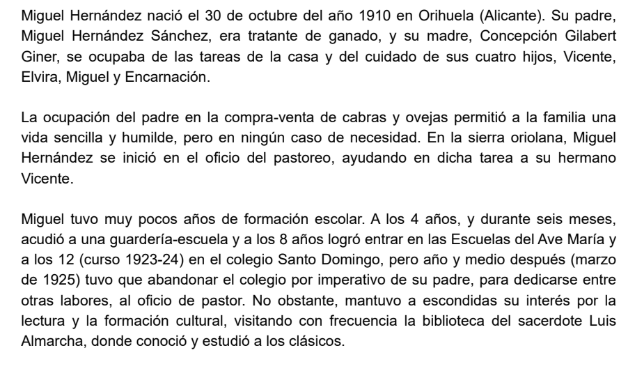 Miguel Hernández nació el 30 de octubre del año 1910 en Orihuela (Alicante). Su padre,
Miguel Hernández Sánchez, era tratante de ganado, y su madre, Concepción Gilabert
Giner, se ocupaba de las tareas de la casa y del cuidado de sus cuatro hijos, Vicente,
Elvira, Miguel y Encarnación.

La ocupación del padre en la compra-venta de cabras y ovejas permitió a la familia una
vida sencilla y humilde, pero en ningún caso de necesidad. En la sierra oriolana, Miguel
Hernández se inició en el oficio del pastoreo, ayudando en dicha tarea a su hermano
Vicente.

Miguel tuvo muy pocos años de formación escolar. A los 4 años, y durante seis meses,
acudió a una guardería-escuela y a los 8 años logró entrar en las Escuelas del Ave María y
a los 12 (curso 1923-24) en el colegio Santo Domingo, pero año y medio después (marzo
de 1925) tuvo que abandonar el colegio por imperativo de su padre, para dedicarse entre
otras labores, al oficio de pastor. No obstante, mantuvo a escondidas su interés por la
lectura y la formación cultural, visitando con frecuencia la biblioteca del sacerdote Luis
Almarcha, donde conoció y estudió a los clásicos.